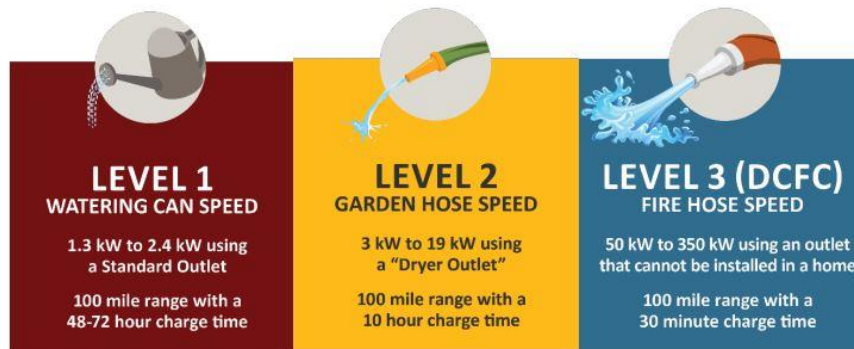 LEVEL 1
WATERING CAN SPEED
1.3 kW to 2.4 kW using
a Standard Outlet
100 mile range with a
48-72 hour charge time
LEVEL 2
GARDEN HOSE SPEED
3 kW to 19 kW using
a “Dryer Outlet”
100 mile range with a
10 hour charge time
LEVEL 3 (DCFC)
FIRE HOSE SPEED
50 kW to 350 kW using an outlet
that cannot be installed in a home
100 mile range with a
30 minute charge time